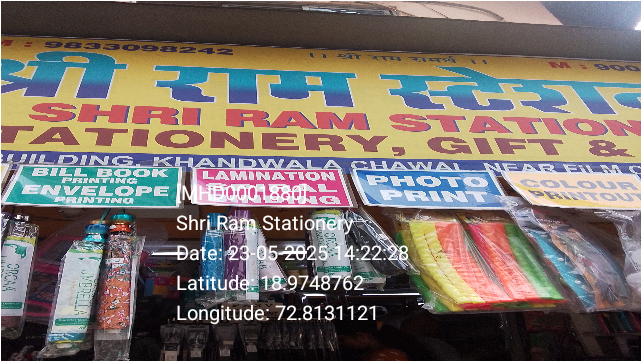 M : 9833098242
।। श्री राम समर्थ ।।
M : 900
श्री राम स्टेशन
SHRI RAM STATION
STATIONERY, GIFT &
BUILDING, KHANDWALA CHAWAL, NEAR FILM
BILL BOOK
PRINTING
ENVELOPE
PRINTING
LAMINATION
PHOTO
PRINT
COLOUR
MHD0001880
Shri Ram Stationery
Date: 23-05-2025 14:22:28
Latitude: 18.9748762
Longitude: 72.8131121